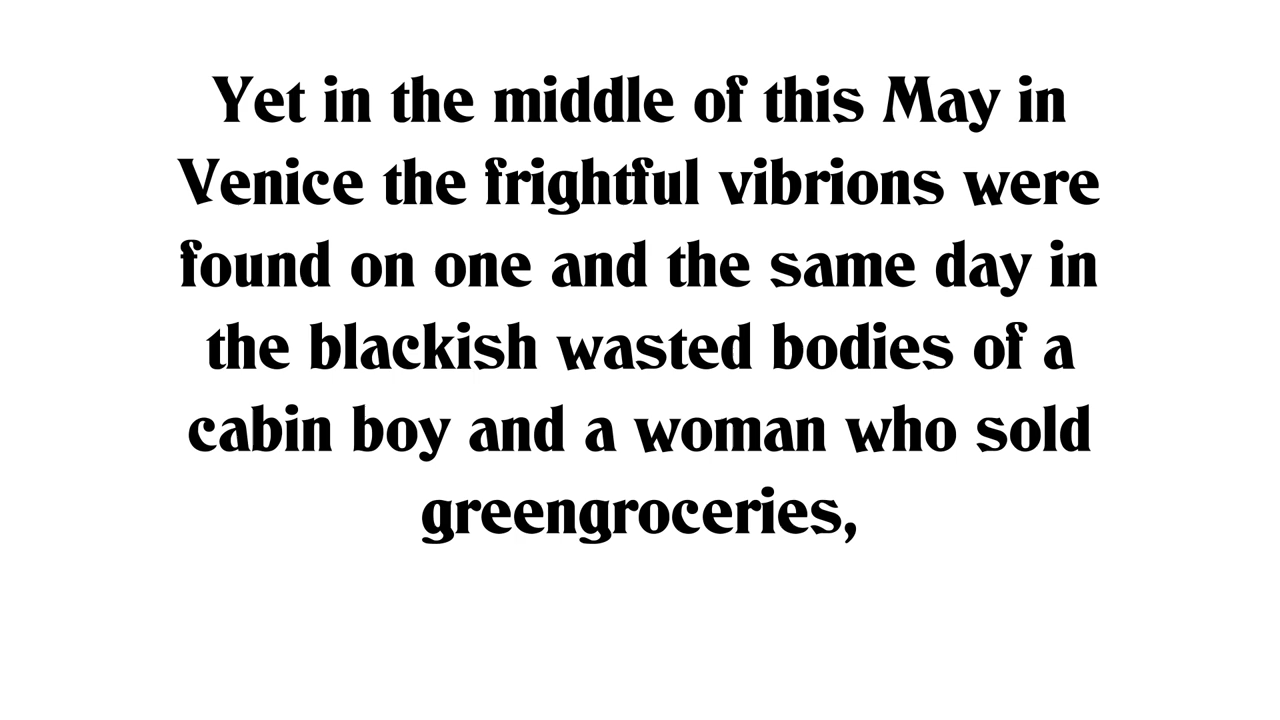 Yet in the middle of this May in
Venice the frightful vibrions were
found on one and the same day in
the blackish wasted bodies of a
cabin boy and a woman who sold
greengroceries,